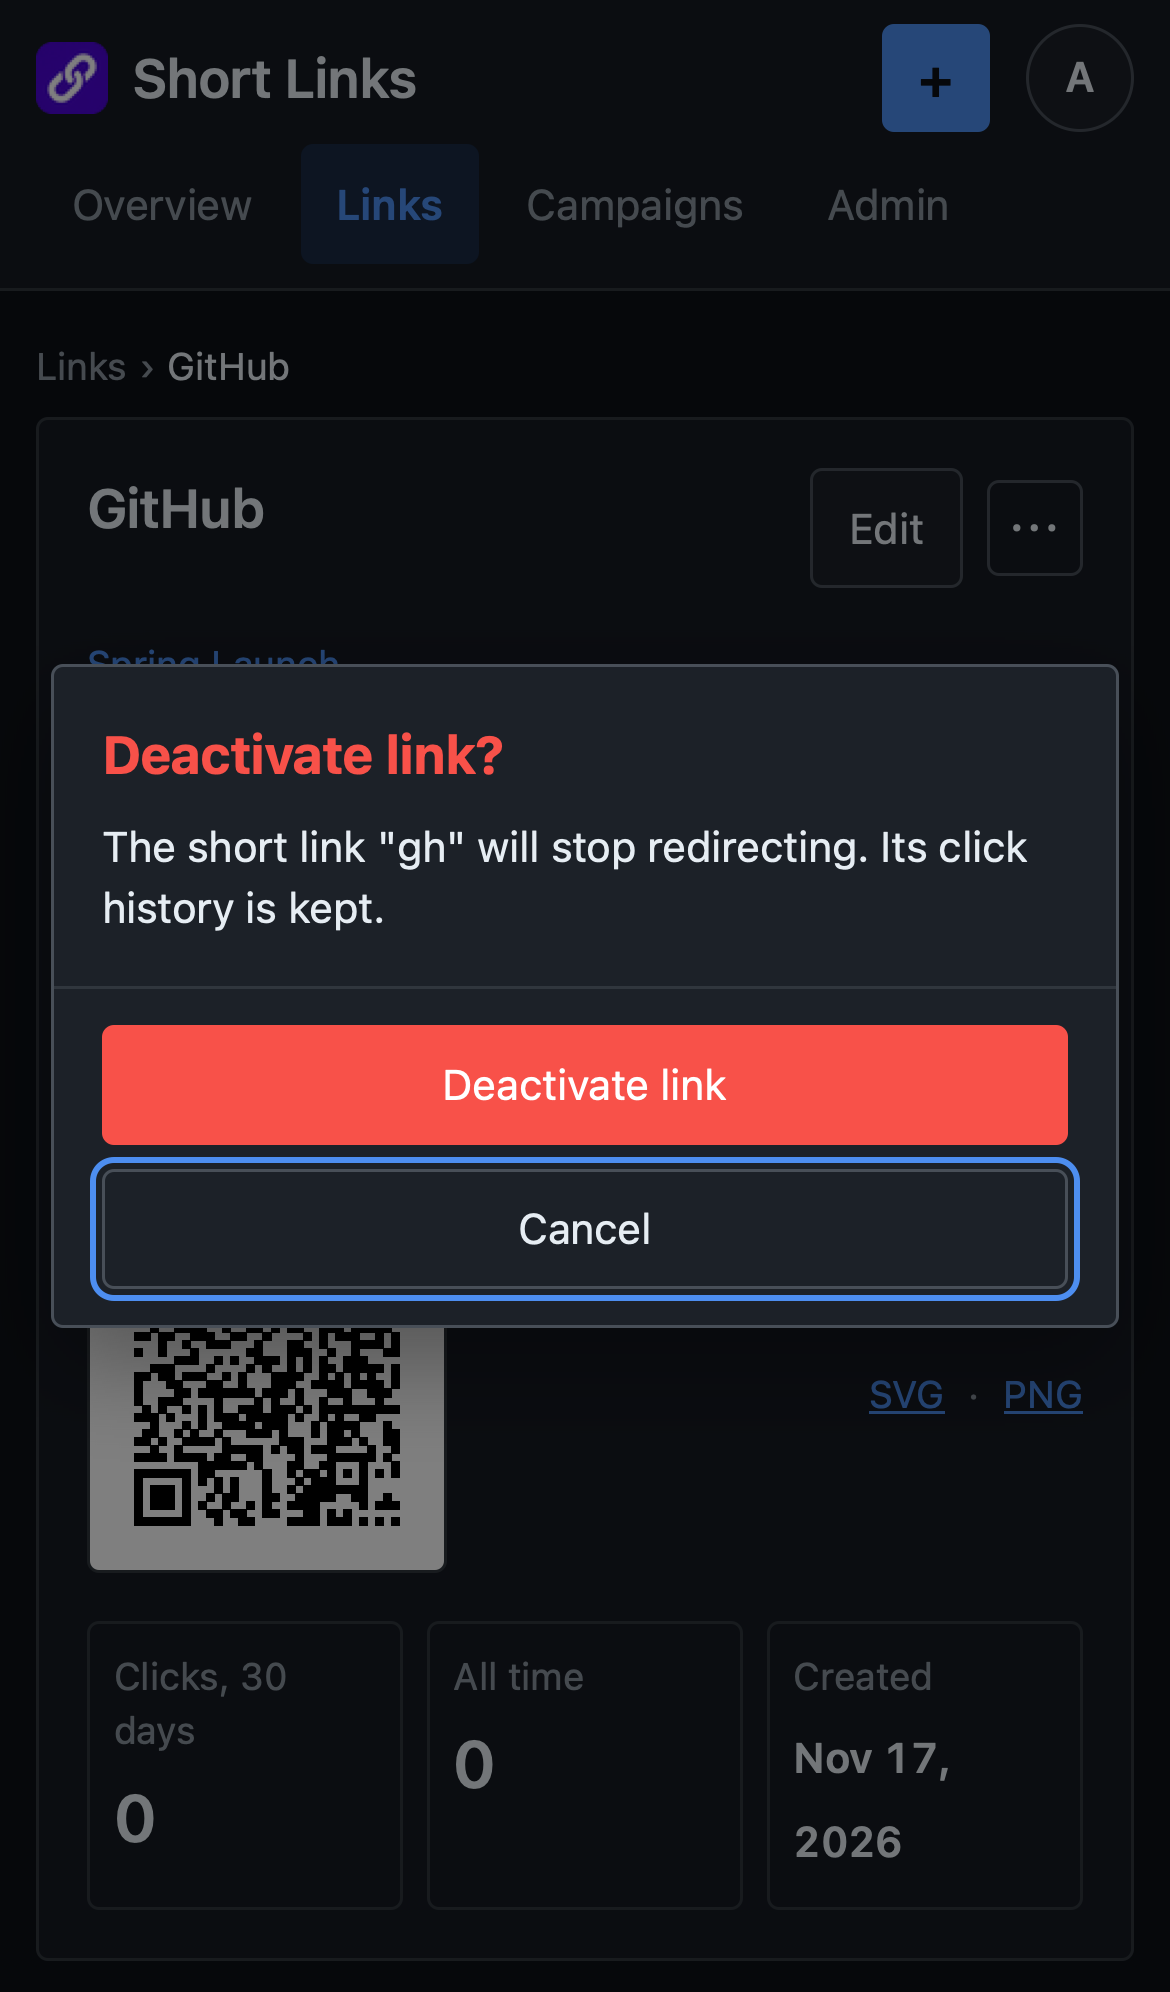 Short Links
+
A
Overview
Links
Campaigns
Admin
Links › GitHub
GitHub
Edit
...
Spring Launch
Deactivate link?
The short link "gh" will stop redirecting. Its click
history is kept.
Deactivate link
Cancel
SVG · PNG
Clicks, 30
days
0
All time
0
Created
Nov 17,
2026